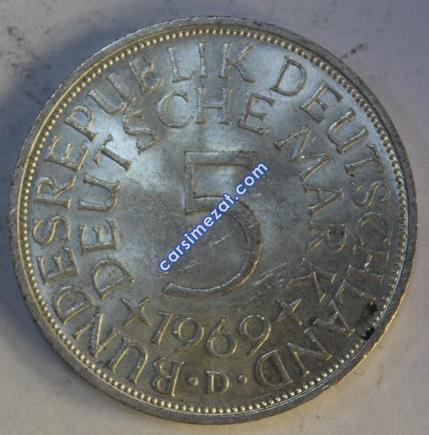 BUNDESREPUBLIK DEUTSCHLAND
DEUTSCHE MARK
5
carsimezat.com
1969
· D ·